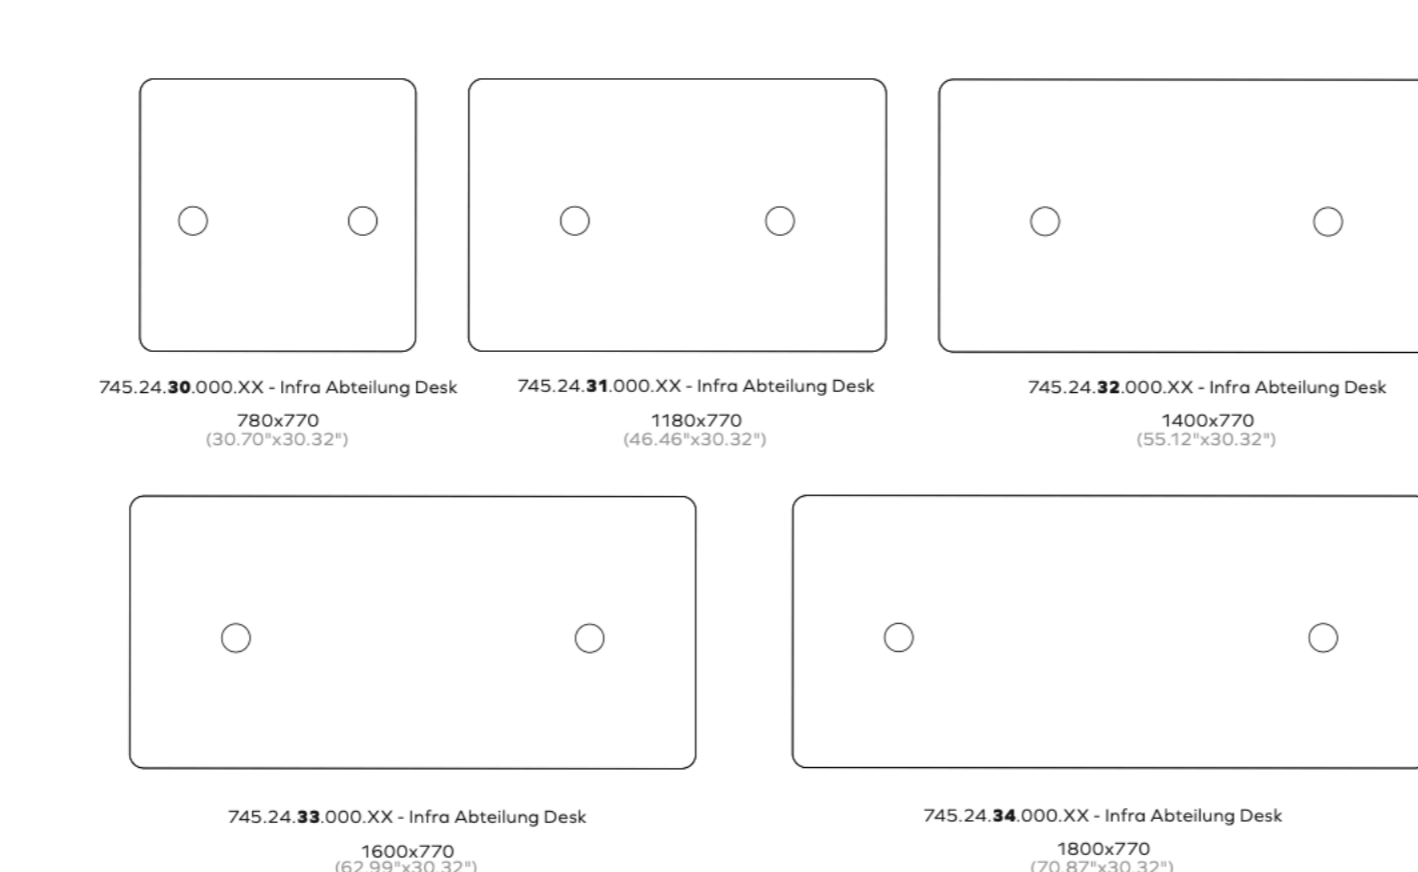 745.24.30.000.XX - Infra Abteilung Desk
780x770
(30.70"x30.32")
745.24.31.000.XX - Infra Abteilung Desk
1180x770
(46.46"x30.32")
745.24.32.000.XX - Infra Abteilung Desk
1400x770
(55.12"x30.32")
745.24.33.000.XX - Infra Abteilung Desk
1600x770
(62.99"x30.32")
745.24.34.000.XX - Infra Abteilung Desk
1800x770
(70.87"x30.32")